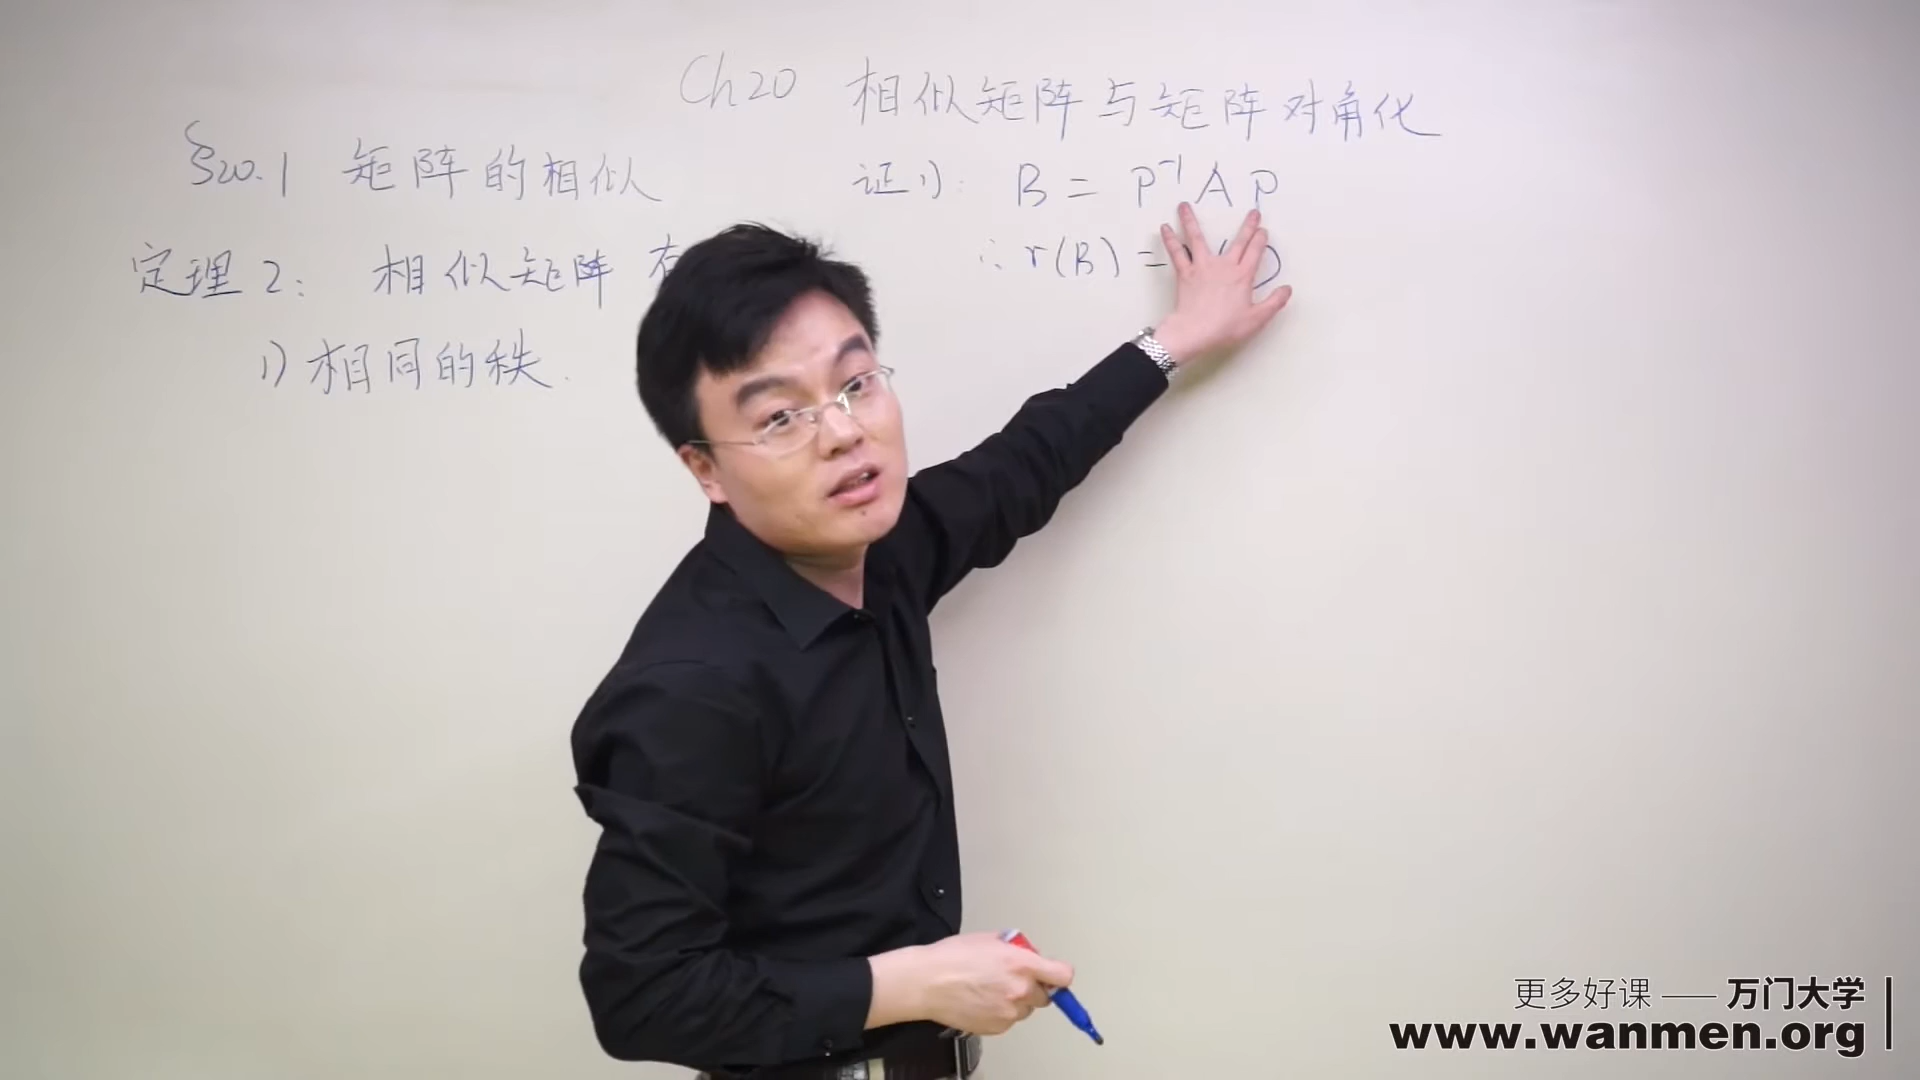 Ch20 相似矩阵与矩阵对角化
§20.1 矩阵的相似
定理2: 相似矩阵有
1) 相同的秩.
证1): B = P⁻¹AP
∴ r(B) =
更多好课 —— 万门大学
www.wanmen.org